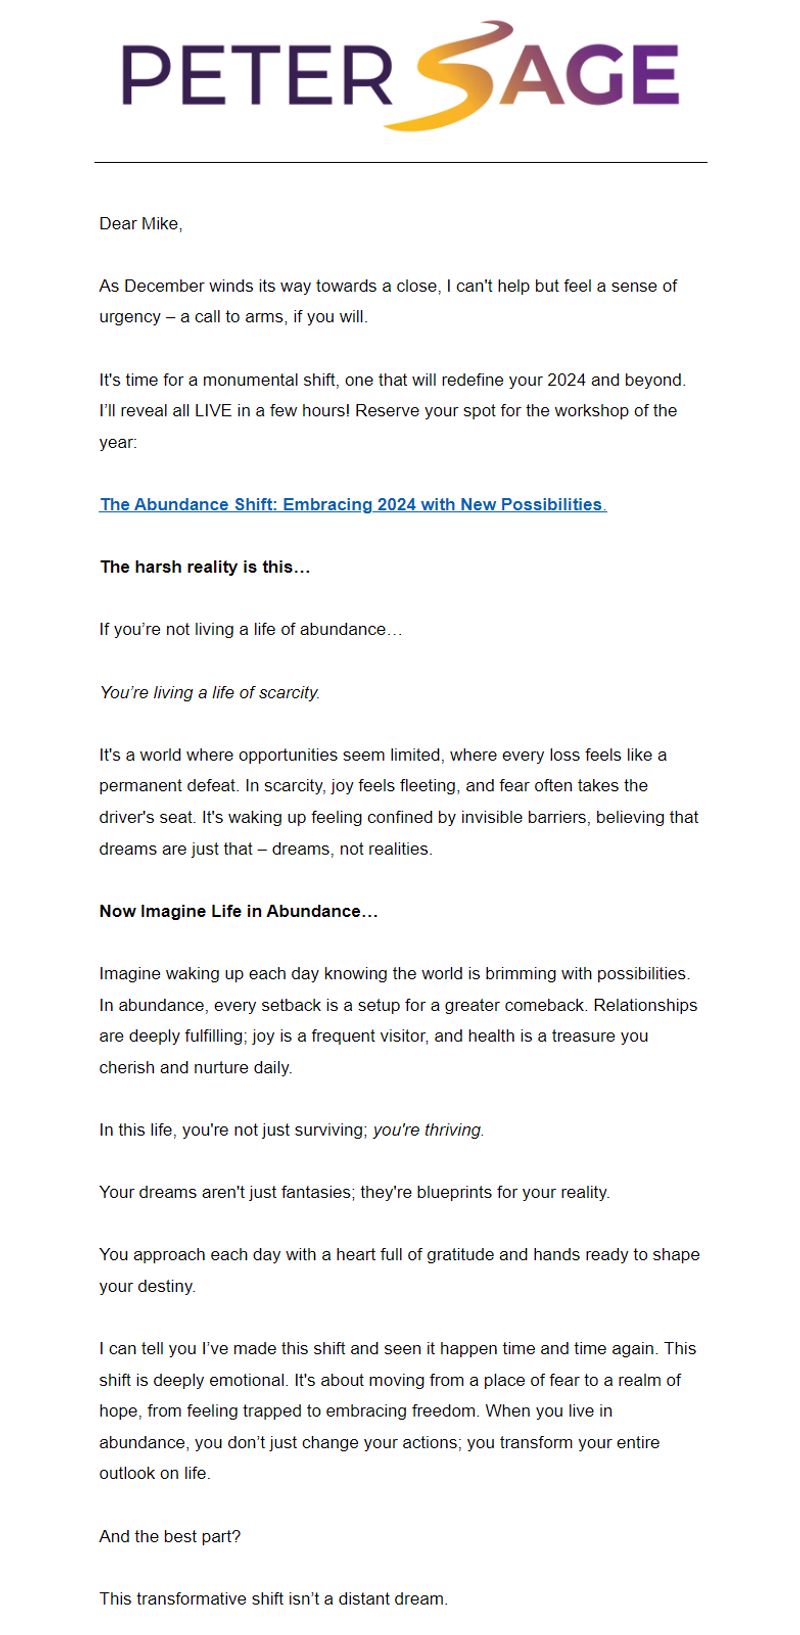 PETER SAGE
Dear Mike,
As December winds its way towards a close, I can't help but feel a sense of
urgency – a call to arms, if you will.
It's time for a monumental shift, one that will redefine your 2024 and beyond.
I’ll reveal all LIVE in a few hours! Reserve your spot for the workshop of the
year:
The Abundance Shift: Embracing 2024 with New Possibilities.
The harsh reality is this…
If you’re not living a life of abundance…
You’re living a life of scarcity.
It's a world where opportunities seem limited, where every loss feels like a
permanent defeat. In scarcity, joy feels fleeting, and fear often takes the
driver's seat. It's waking up feeling confined by invisible barriers, believing that
dreams are just that – dreams, not realities.
Now Imagine Life in Abundance…
Imagine waking up each day knowing the world is brimming with possibilities.
In abundance, every setback is a setup for a greater comeback. Relationships
are deeply fulfilling; joy is a frequent visitor, and health is a treasure you
cherish and nurture daily.
In this life, you're not just surviving; you're thriving.
Your dreams aren't just fantasies; they're blueprints for your reality.
You approach each day with a heart full of gratitude and hands ready to shape
your destiny.
I can tell you I’ve made this shift and seen it happen time and time again. This
shift is deeply emotional. It's about moving from a place of fear to a realm of
hope, from feeling trapped to embracing freedom. When you live in
abundance, you don’t just change your actions; you transform your entire
outlook on life.
And the best part?
This transformative shift isn’t a distant dream.